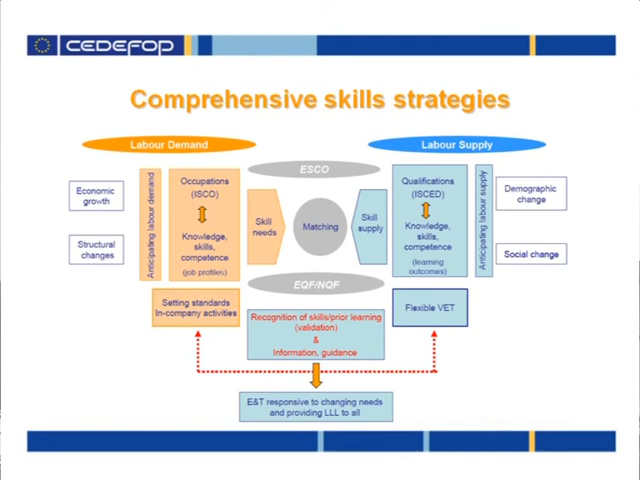 CEDEFOP
Comprehensive skills strategies
Labour Demand
Labour Supply
ESCO
Economic
growth
Structural
changes
Anticipating labour demand
Occupations
(ISCO)
Knowledge,
skills,
competence
(job profiles)
Skill
needs
Matching
Skill
supply
Qualifications
(ISCED)
Knowledge,
skills,
competence
(learning
outcomes)
Anticipating labour supply
Demographic
change
Social change
EQF/NQF
Setting standards
In-company activities
Recognition of skills/prior learning
(validation)
&
Information, guidance
Flexible VET
E&T responsive to changing needs
and providing LLL to all